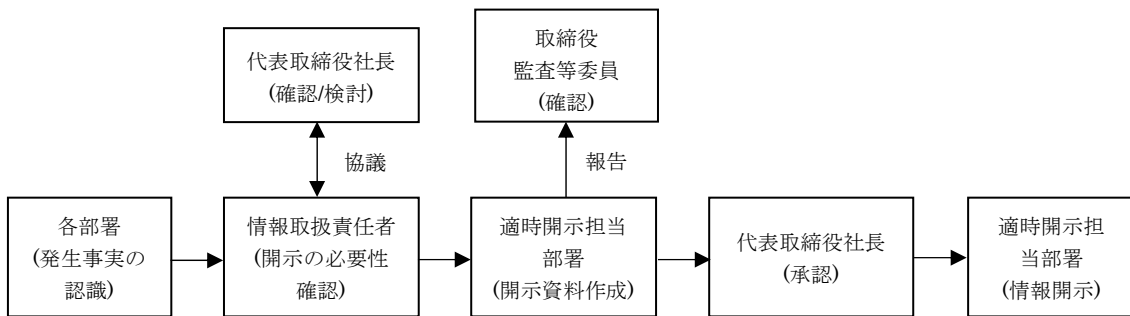 代表取締役社長
(確認/検討)
取締役
監査等委員
(確認)
協議
報告
各部署
(発生事実の
認識)
情報取扱責任者
(開示の必要性
確認)
適時開示担当
部署
(開示資料作成)
代表取締役社長
(承認)
適時開示担
当部署
(情報開示)